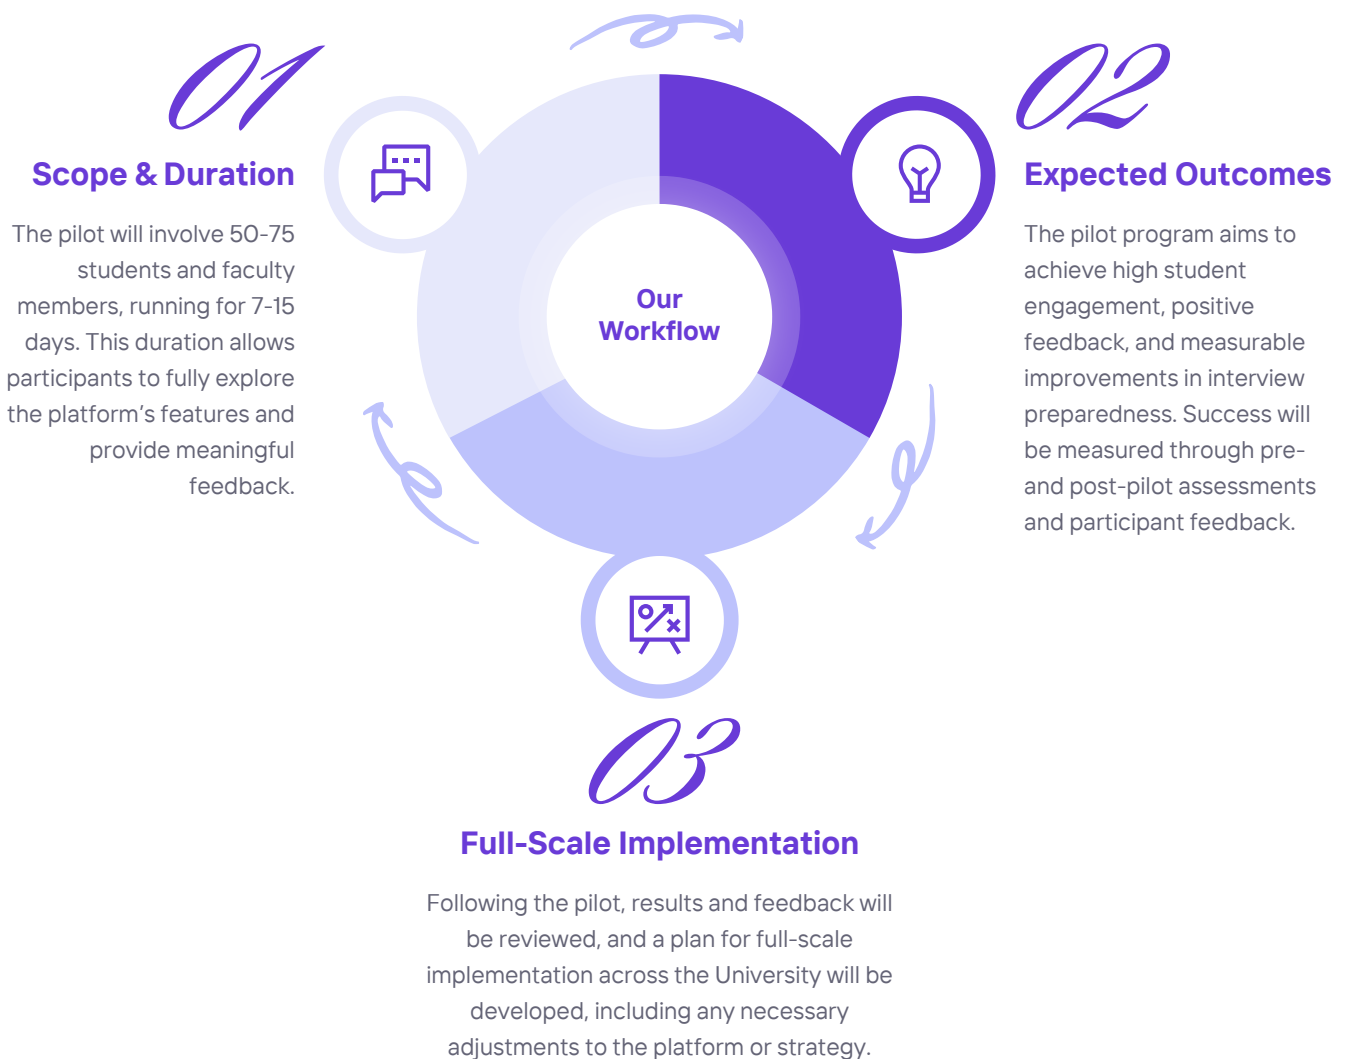 01
Scope & Duration
The pilot will involve 50-75
students and faculty
members, running for 7-15
days. This duration allows
participants to fully explore
the platform's features and
provide meaningful
feedback.
Our
Workflow
02
Expected Outcomes
The pilot program aims to
achieve high student
engagement, positive
feedback, and measurable
improvements in interview
preparedness. Success will
be measured through pre-
and post-pilot assessments
and participant feedback.
03
Full-Scale Implementation
Following the pilot, results and feedback will
be reviewed, and a plan for full-scale
implementation across the University will be
developed, including any necessary
adjustments to the platform or strategy.